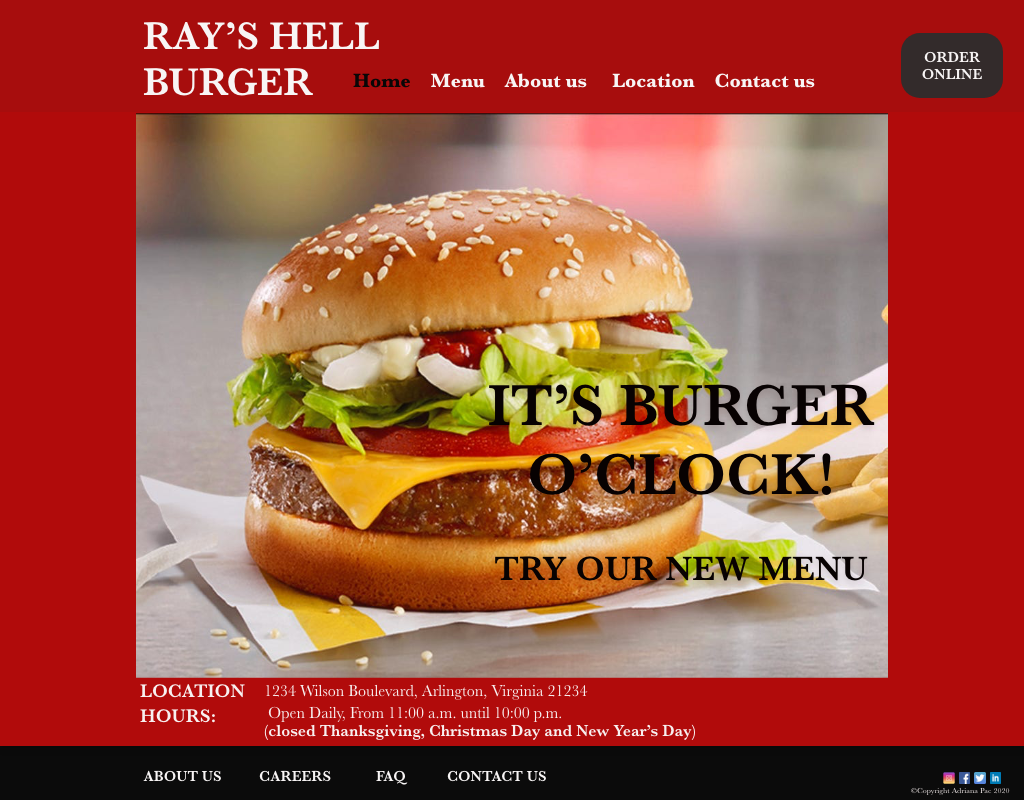 RAY’S HELL
BURGER
Home Menu About us Location Contact us
ORDER
ONLINE
IT’S BURGER
O’CLOCK!
TRY OUR NEW MENU
LOCATION 1234 Wilson Boulevard, Arlington, Virginia 21234
HOURS: Open Daily, From 11:00 a.m. until 10:00 p.m.
(closed Thanksgiving, Christmas Day and New Year’s Day)
ABOUT US CAREERS FAQ CONTACT US
©Copyright Adriana Pac 2020